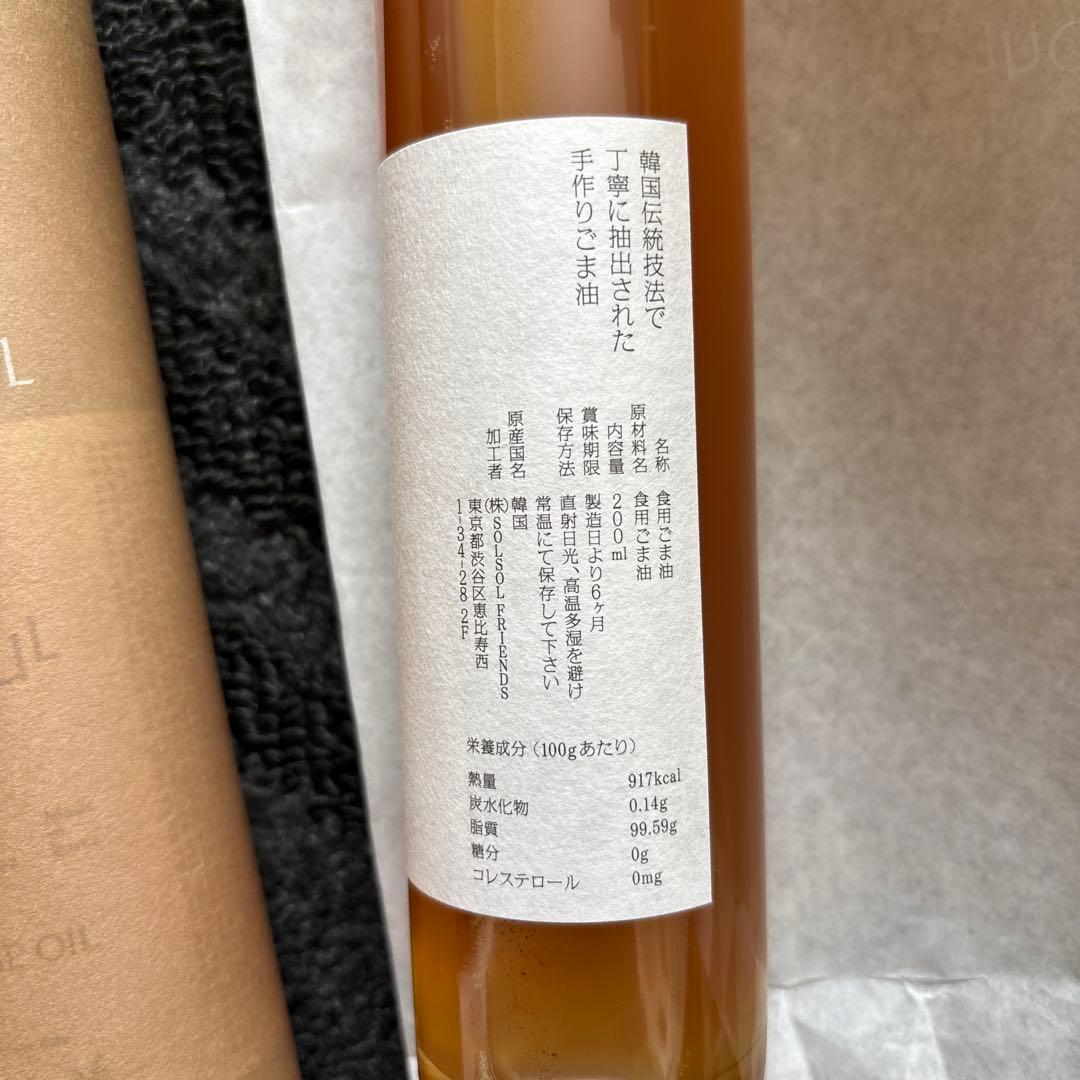 韓国伝統技法で
丁寧に抽出された
手作りごま油
名称 食用ごま油
原材料名 食用ごま油
内容量 200ml
賞味期限 製造日より6ヶ月
保存方法 直射日光、高温多湿を避け
常温にて保存して下さい
原産国名 韓国
加工者 (株)SOLSOL FRIENDS
東京都渋谷区恵比寿西
1-34-28 2F
栄養成分(100gあたり)
熱量 917kcal
炭水化物 0.14g
脂質 99.59g
糖分 0g
コレステロール 0mg
L
OIL